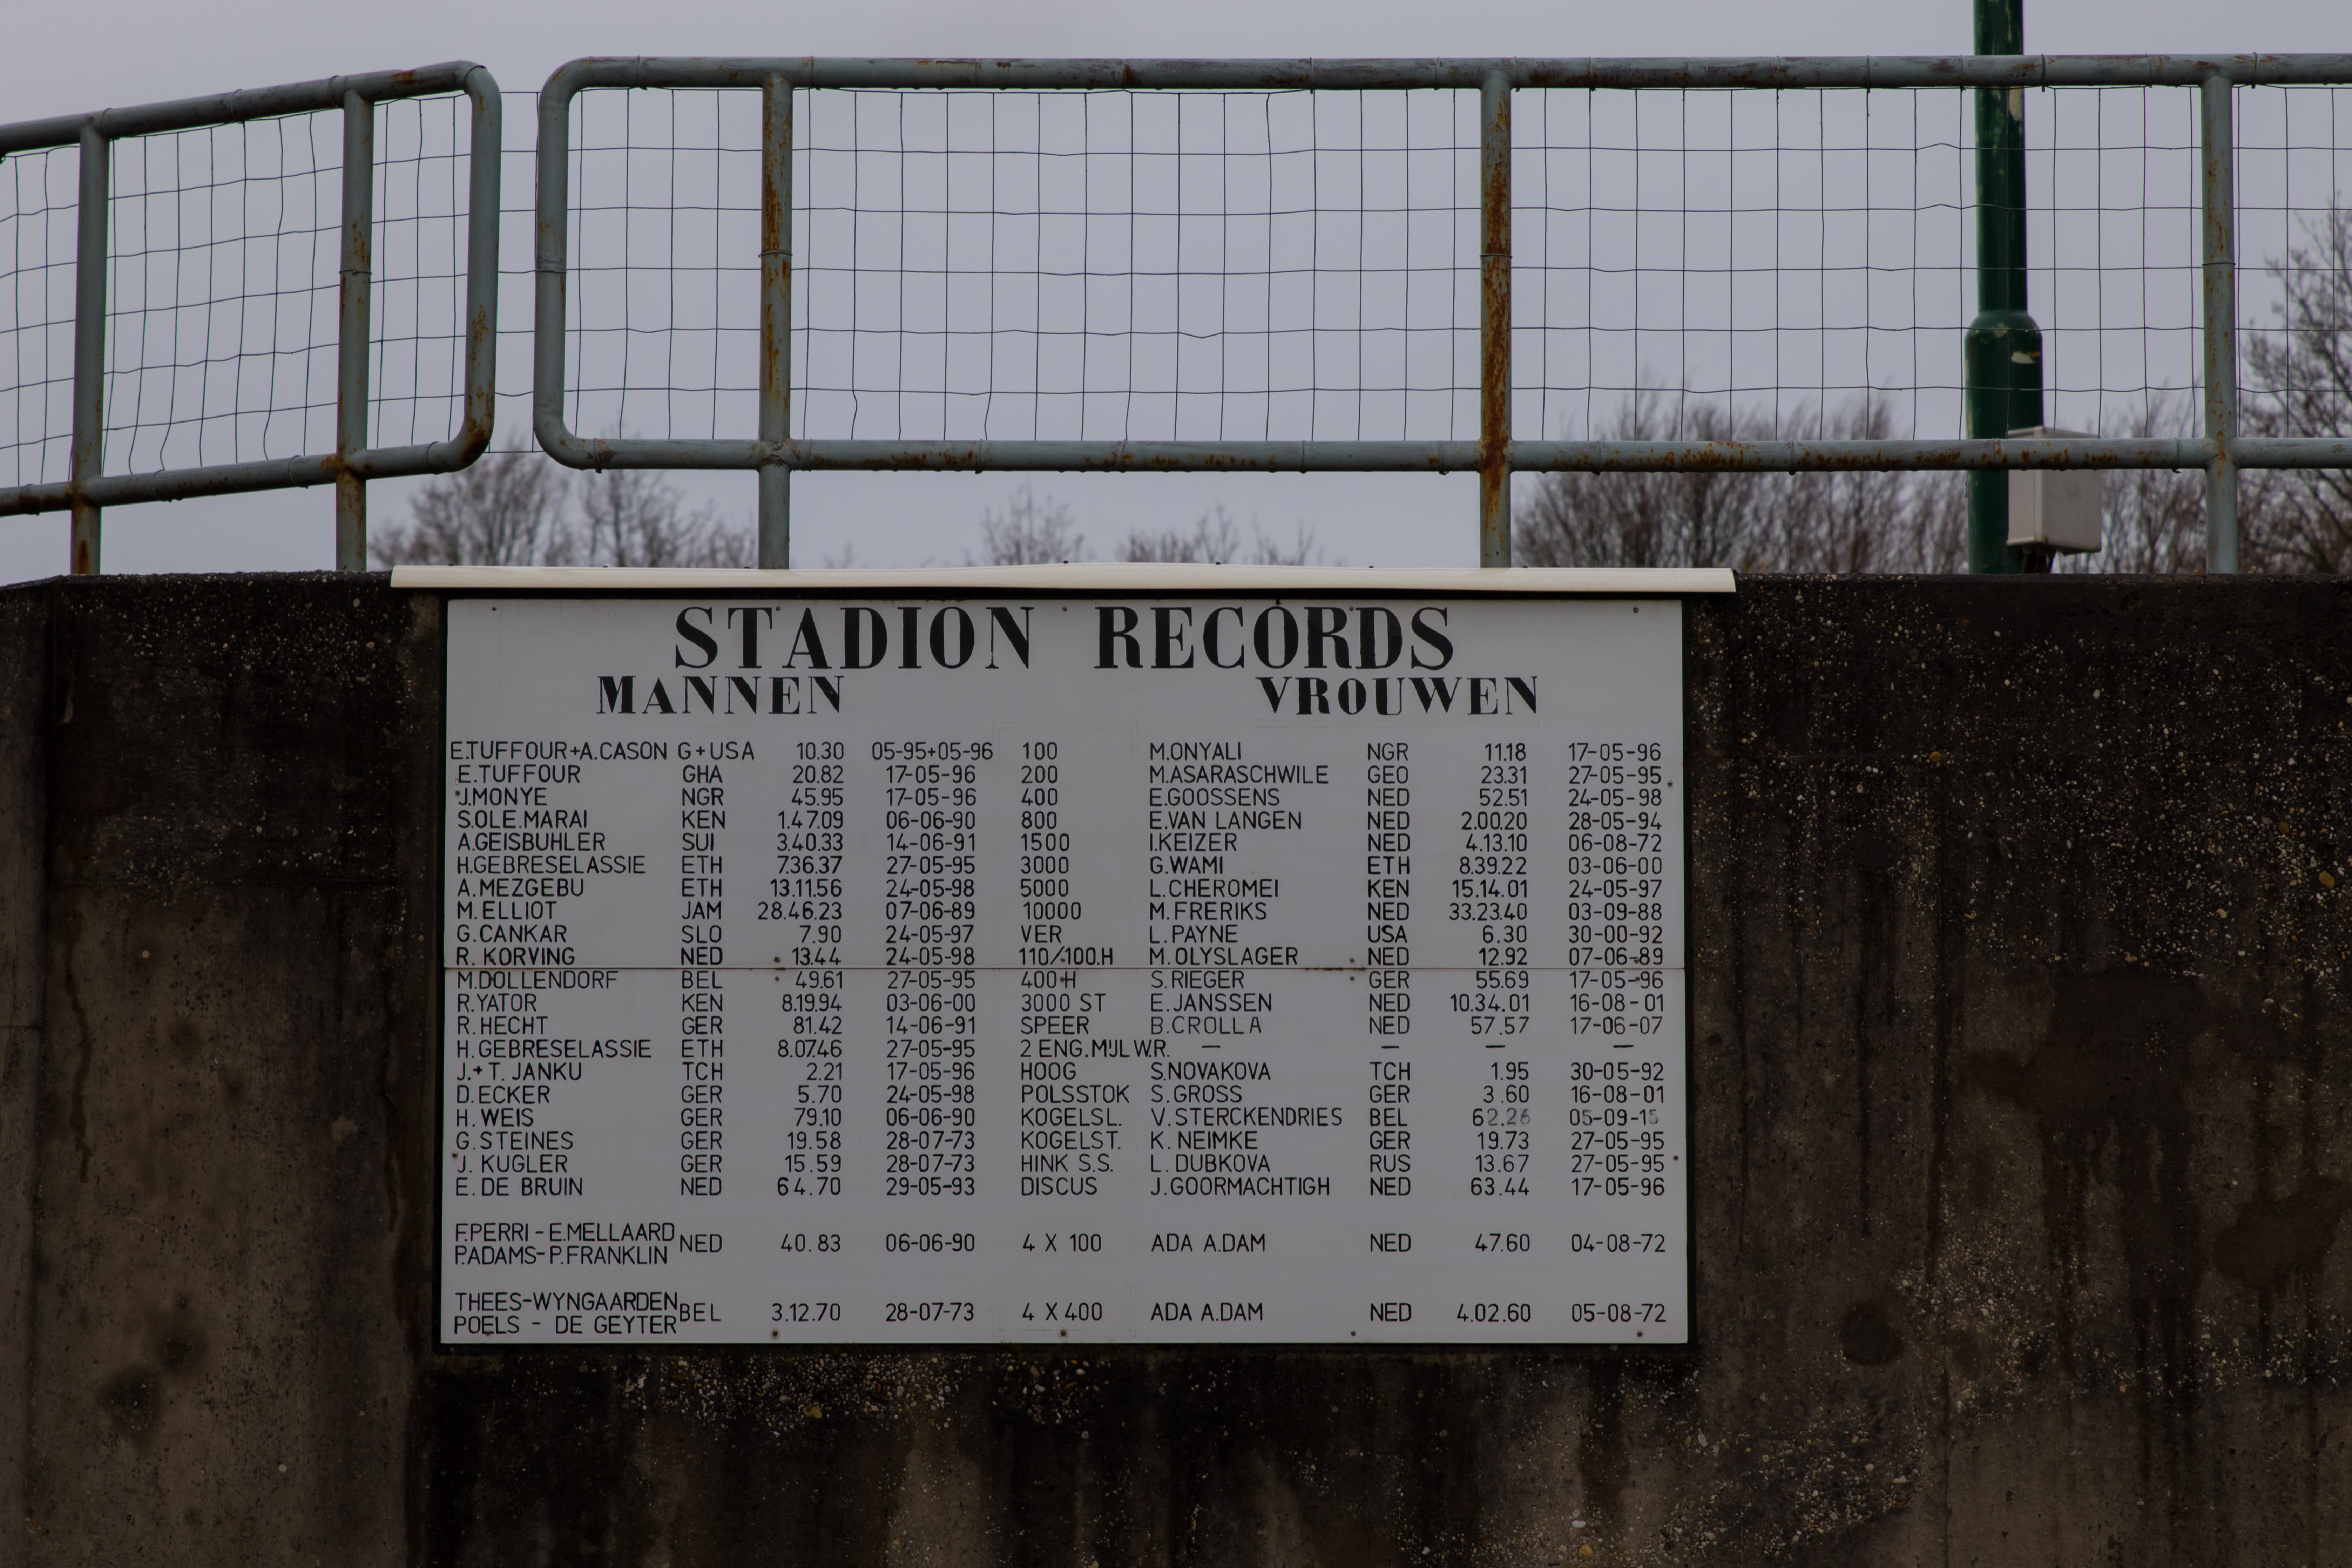 STADION RECORDS
MANNEN VROUWEN
E.TUFFOUR+A.CASON G+USA 10.30 05-95+05-96 100 M.ONYALI NGR 11.18 17-05-96
E.TUFFOUR GHA 20.82 17-05-96 200 M.ASARASCHWILE GEO 23.31 27-05-95
J.MONYE NGR 45.95 17-05-96 400 E.GOOSSENS NED 52.51 24-05-98
S.OLE.MARAI KEN 1.47.09 06-06-90 800 E.VAN LANGEN NED 2.00.20 28-05-94
A.GEISBUHLER SUI 3.40.33 14-06-91 1500 I.KEIZER NED 4.13.10 06-08-72
H.GEBRESELASSIE ETH 7.36.37 27-05-95 3000 G.WAMI ETH 8.39.22 03-06-00
A.MEZGEBU ETH 13.11.56 24-05-98 5000 L.CHEROMEI KEN 15.14.01 24-05-97
M.ELLIOT JAM 28.46.23 07-06-89 10000 M.FRERIKS NED 33.23.40 03-09-88
G.CANKAR SLO 7.90 24-05-97 VER L.PAYNE USA 6.30 30-00-92
R. KORVING NED 13.44 24-05-98 110/100.H M.OLYSLAGER NED 12.92 07-06-89
M.DOLLENDORF BEL 49.61 27-05-95 400 H S.RIEGER GER 55.69 17-05-96
R.YATOR KEN 8.19.94 03-06-00 3000 ST E.JANSSEN NED 10.34.01 16-08-01
R.HECHT GER 81.42 14-06-91 SPEER B.CROLLA NED 57.57 17-06-07
H.GEBRESELASSIE ETH 8.07.46 27-05-95 2 ENG.MIJL W.R. — — — —
J.+T. JANKU TCH 2.21 17-05-96 HOOG S.NOVAKOVA TCH 1.95 30-05-92
D.ECKER GER 5.70 24-05-98 POLSSTOK S.GROSS GER 3.60 16-08-01
H.WEIS GER 79.10 06-06-90 KOGELSL. V.STERCKENDRIES BEL 62.26 05-09-15
G.STEINES GER 19.58 28-07-73 KOGELST. K. NEIMKE GER 19.73 27-05-95
J. KUGLER GER 15.59 28-07-73 HINK S.S. L. DUBKOVA RUS 13.67 27-05-95
E. DE BRUIN NED 64.70 29-05-93 DISCUS J.GOORMACHTIGH NED 63.44 17-05-96
F.PERRI - E.MELLAARD
P.ADAMS-P.FRANKLIN NED 40.83 06-06-90 4 X 100 ADA A.DAM NED 47.60 04-08-72
THEES-WYNGAARDEN
POELS - DE GEYTER BEL 3.12.70 28-07-73 4 X 400 ADA A.DAM NED 4.02.60 05-08-72